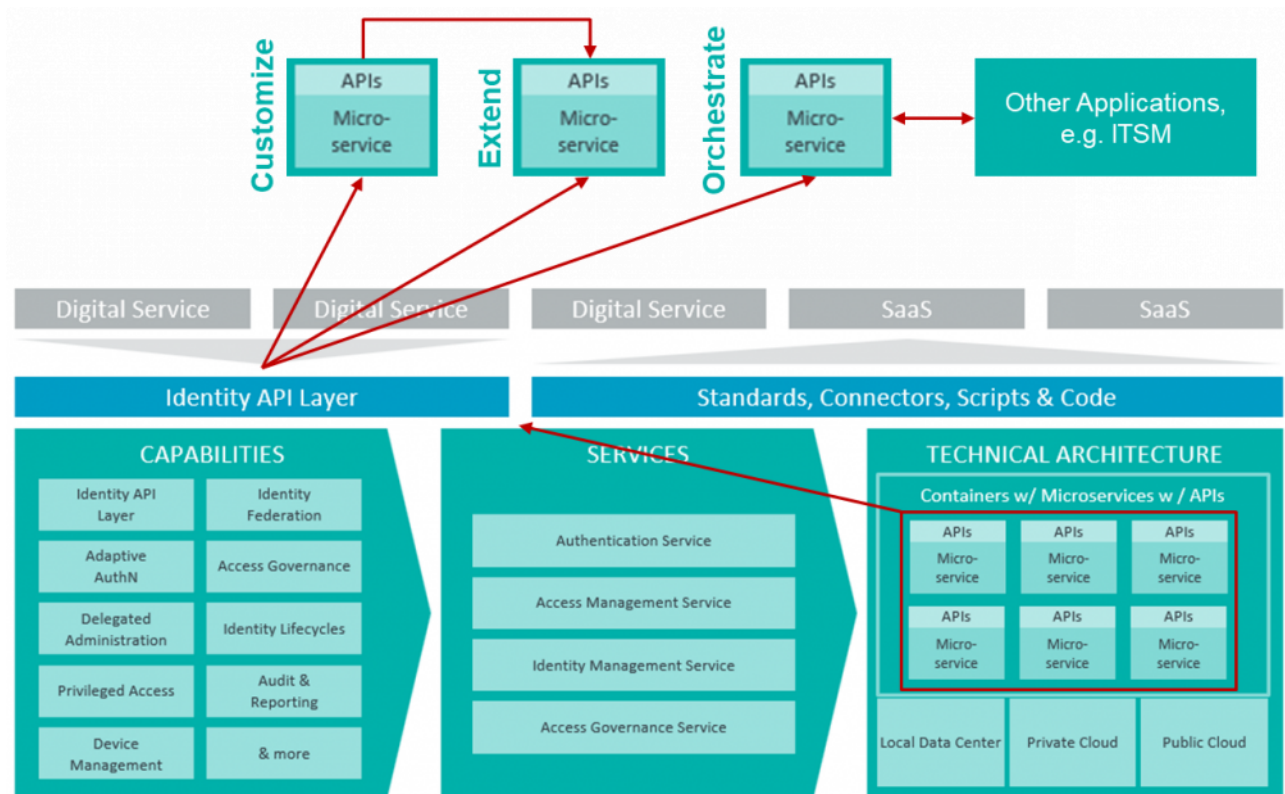 Customize
APIs
Micro-
service
Extend
APIs
Micro-
service
Orchestrate
APIs
Micro-
service
Other Applications,
e.g. ITSM
Digital Service
Digital Service
Digital Service
SaaS
SaaS
Identity API Layer
Standards, Connectors, Scripts & Code
CAPABILITIES
Identity API
Layer
Identity
Federation
Adaptive
AuthN
Access Governance
Delegated
Administration
Identity Lifecycles
Privileged Access
Audit &
Reporting
Device
Management
& more
SERVICES
Authentication Service
Access Management Service
Identity Management Service
Access Governance Service
TECHNICAL ARCHITECTURE
Containers w/ Microservices w / APIs
APIs
Micro-
service
APIs
Micro-
service
APIs
Micro-
service
APIs
Micro-
service
APIs
Micro-
service
APIs
Micro-
service
Local Data Center
Private Cloud
Public Cloud